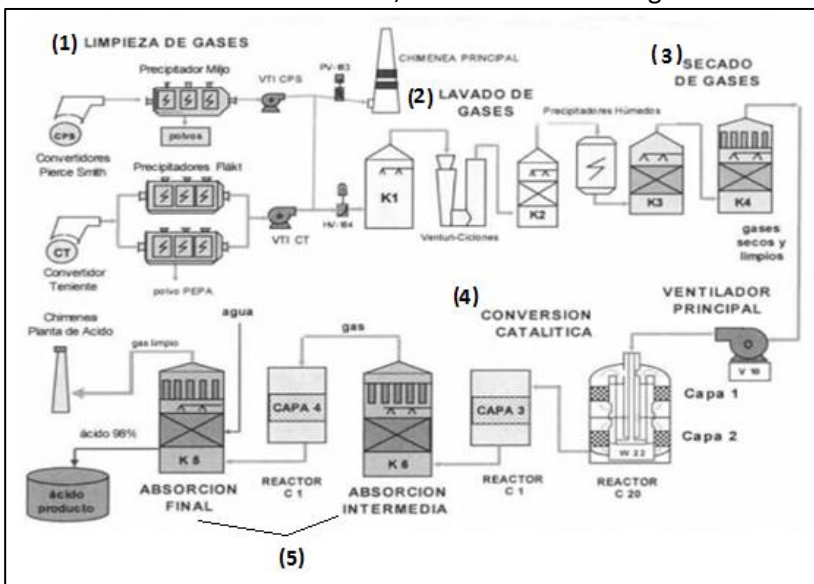 (1) LIMPIEZA DE GASES
Precipitador Miljo
VTI CPS
PV-183
CHIMENEA PRINCIPAL
CPS
polvos
Convertidores
Pierce Smith
Precipitadores Fläkt
CT
VTI CT
HV-184
Convertidor
Teniente
polvo PEPA
(2) LAVADO DE
GASES
K1
Venturi-Ciclones
K2
Precipitadores Húmedos
(3) SECADO
DE GASES
K3
K4
gases
secos y
limpios
VENTILADOR
PRINCIPAL
V 10
(4) CONVERSION
CATALITICA
Capa 1
Capa 2
W 22
REACTOR
C 20
CAPA 3
REACTOR
C 1
gas
K 6
ABSORCION
INTERMEDIA
CAPA 4
REACTOR
C 1
agua
K 5
ABSORCION
FINAL
Chimenea
Planta de Acido
gas limpio
ácido 98%
ácido
producto
(5)